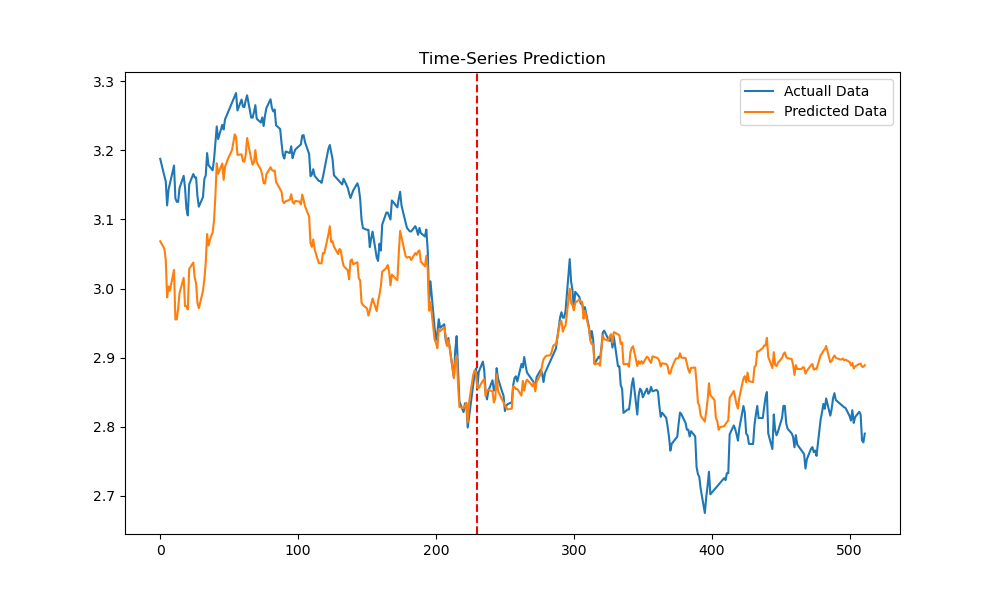 Time-Series Prediction
3.3
3.2
3.1
3.0
2.9
2.8
2.7
0 100 200 300 400 500
Actuall Data
Predicted Data